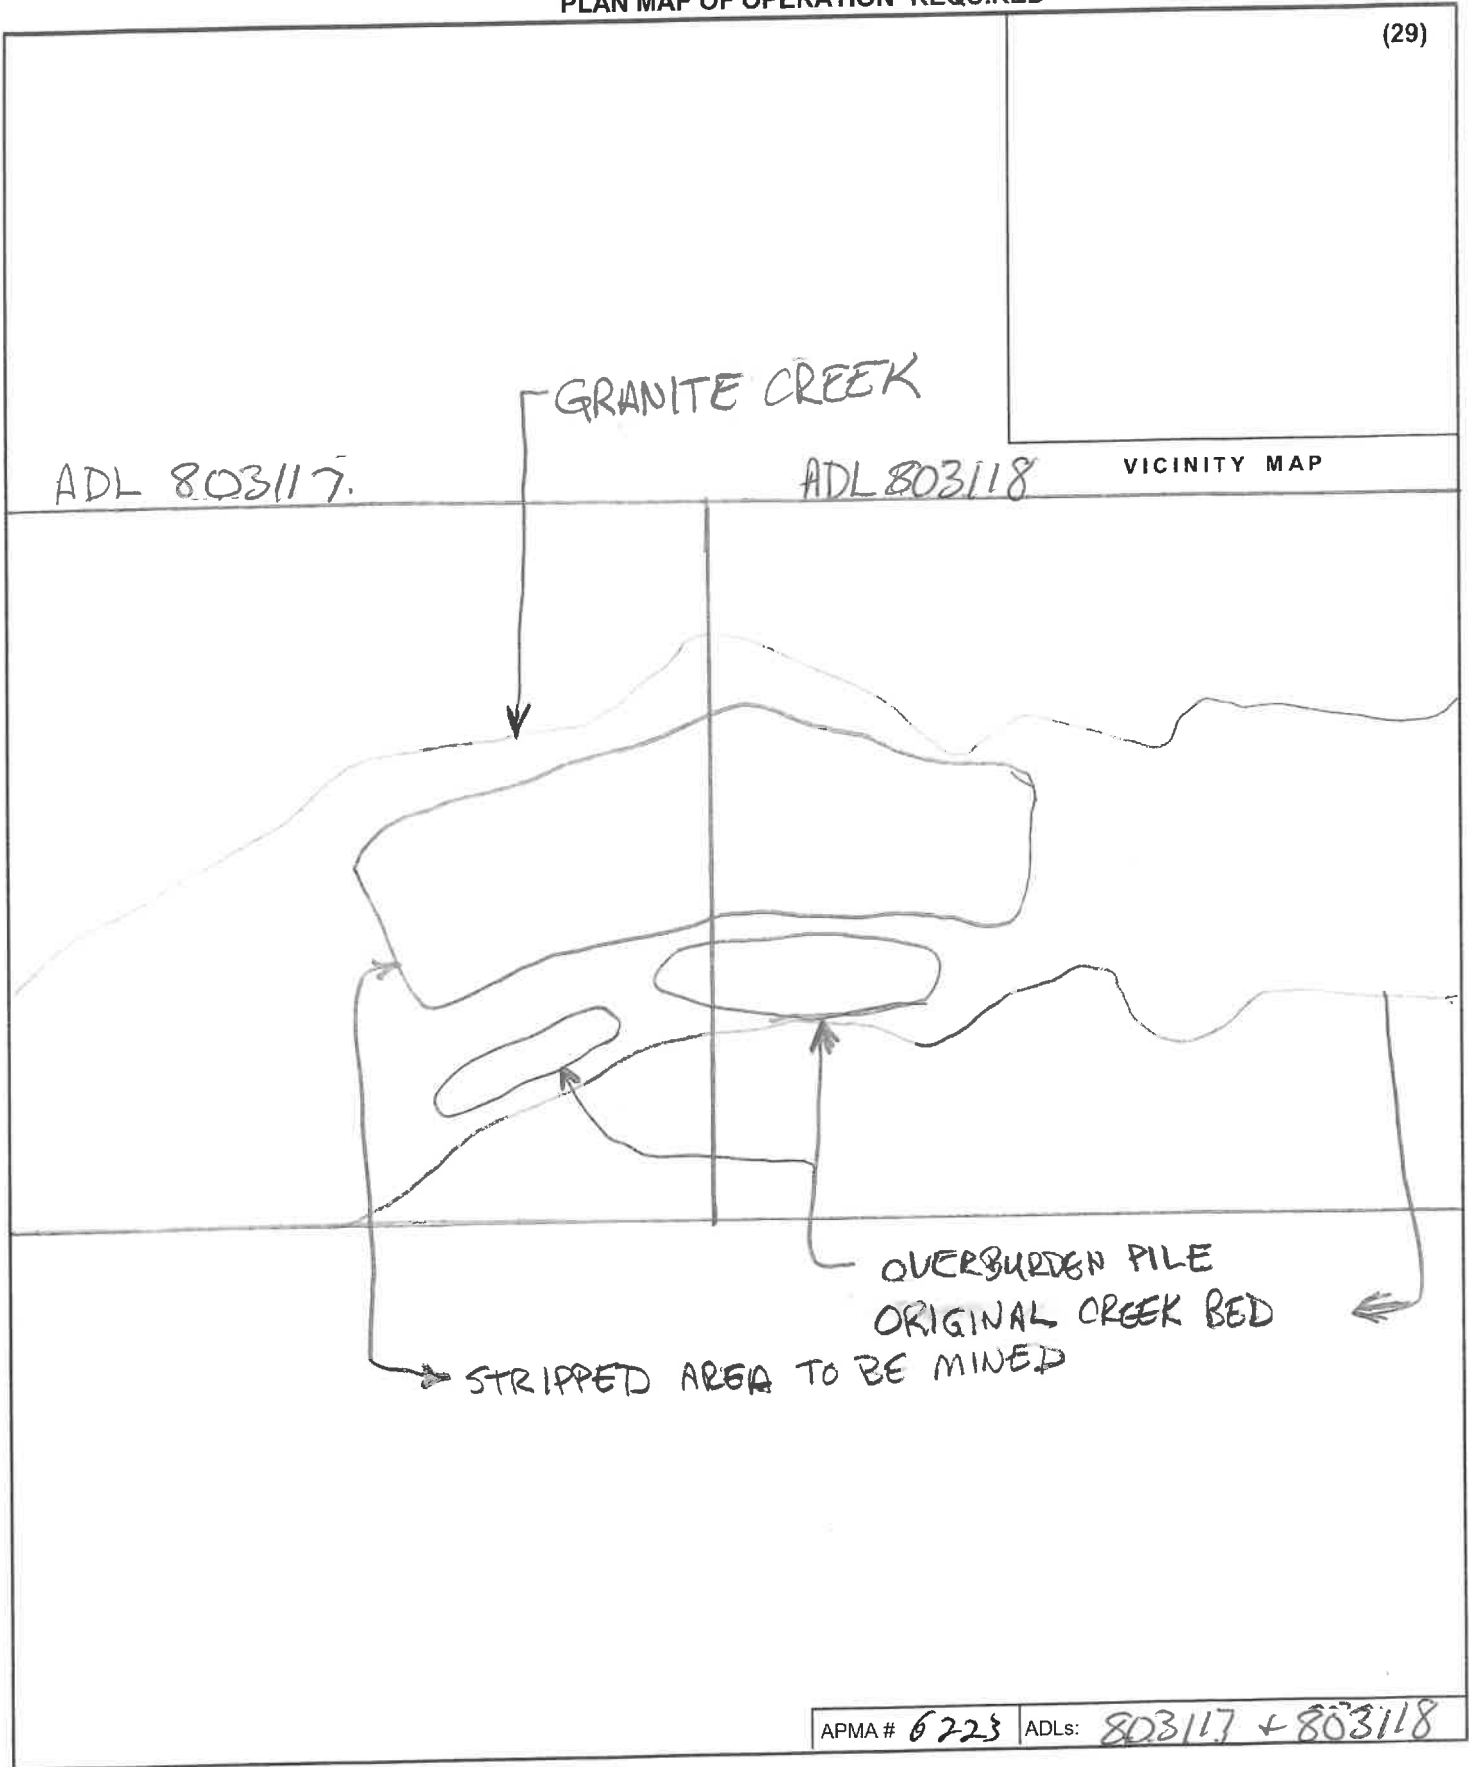 PLAN MAP OF OPERATION REQUIRED
(29)
GRANITE CREEK
ADL 803117.
ADL 803118
VICINITY MAP
OVERBURDEN PILE
ORIGINAL CREEK BED
STRIPPED AREA TO BE MINED
APMA # 6223 ADLs: 803117 + 803118